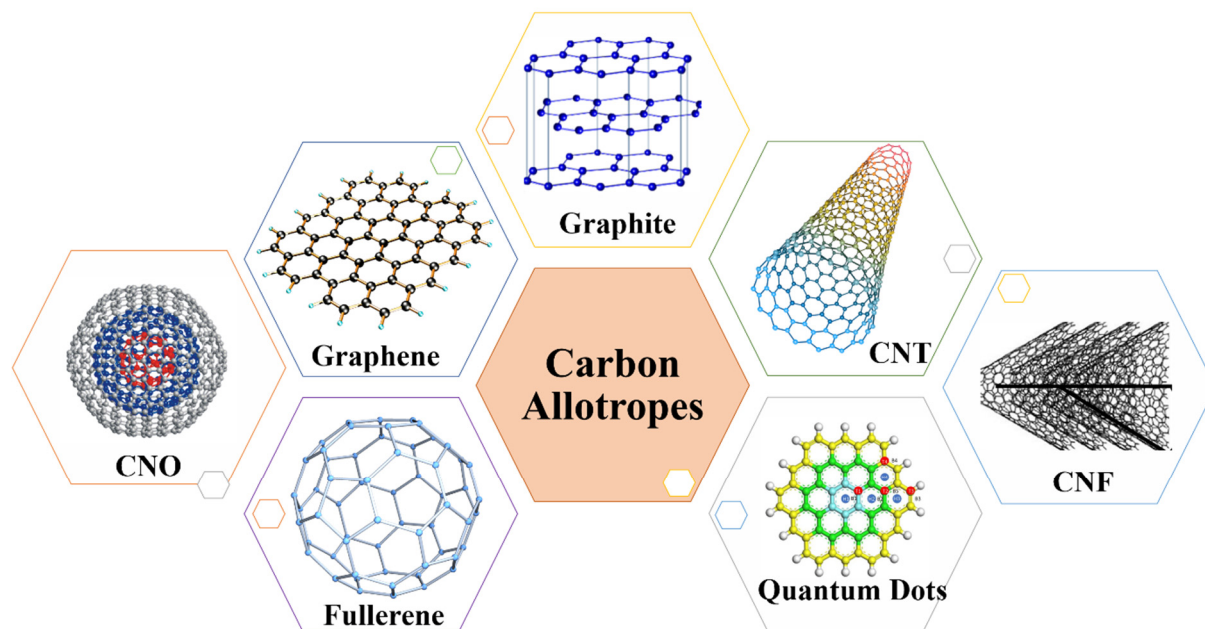 Graphite
Graphene
CNT
Carbon
Allotropes
CNO
CNF
Fullerene
Quantum Dots